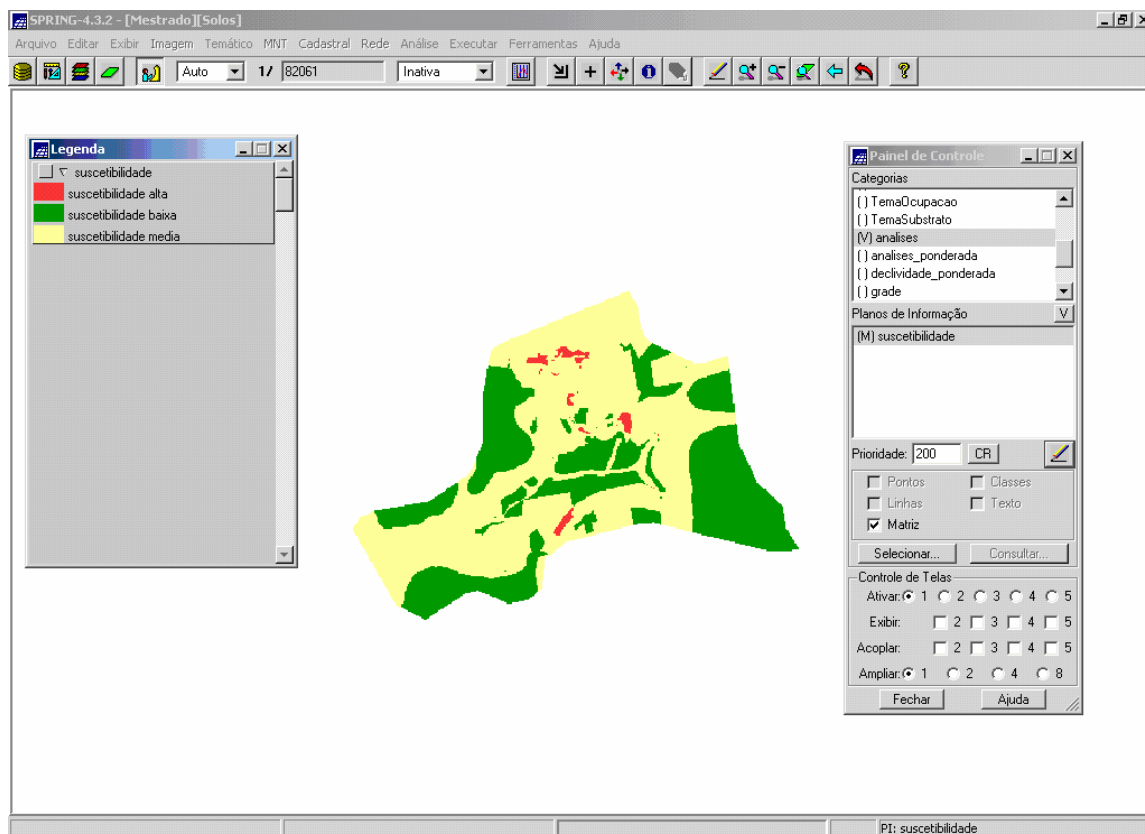 SPRING-4.3.2 - [Mestrado][Solos]
Arquivo Editar Exibir Imagem Temático MNT Cadastral Rede Análise Executar Ferramentas Ajuda
Auto 1/ 82061 Inativa
Legenda
suscetibilidade
suscetibilidade alta
suscetibilidade baixa
suscetibilidade media
Painel de Controle
Categorias
( ) TemaOcupacao
( ) TemaSubstrato
(V) analises
( ) analises_ponderada
( ) declividade_ponderada
( ) grade
Planos de Informação V
(M) suscetibilidade
Prioridade: 200 CR
Pontos Classes
Linhas Texto
Matriz
Selecionar... Consultar...
Controle de Telas
Ativar: 1 2 3 4 5
Exibir: 2 3 4 5
Acoplar: 2 3 4 5
Ampliar: 1 2 4 8
Fechar Ajuda
PI: suscetibilidade